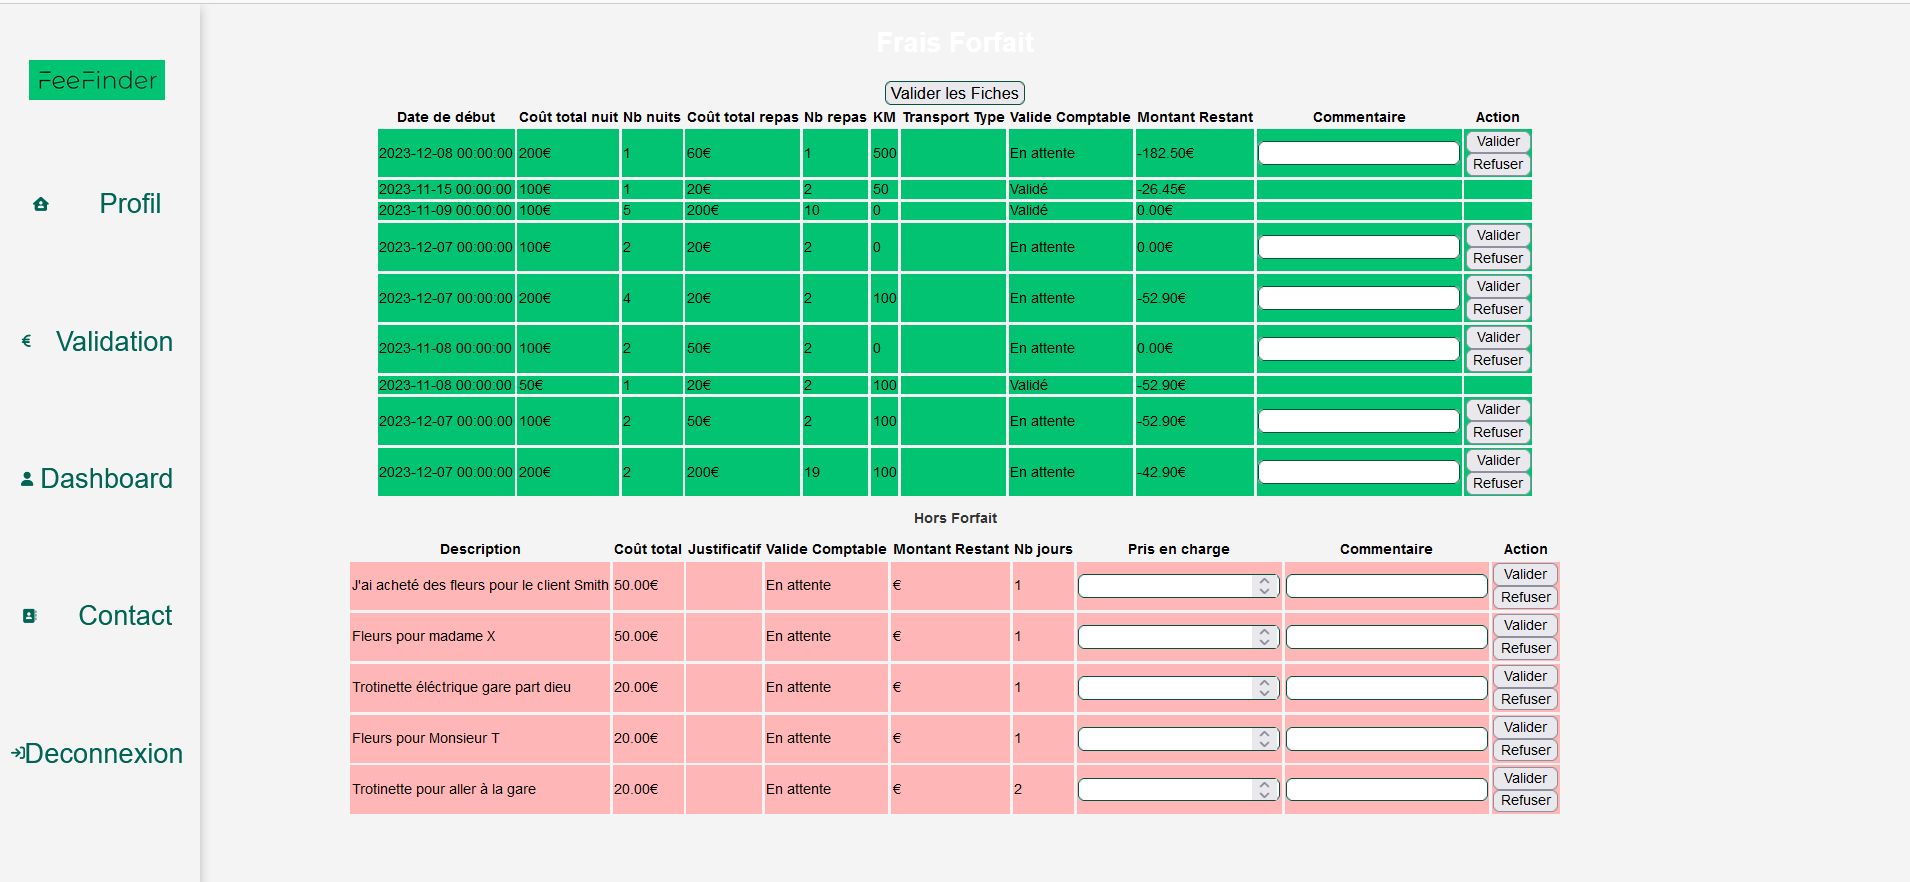 FeeFinder
Profil
Validation
Dashboard
Contact
Deconnexion
Frais Forfait
Valider les Fiches
Date de début Coût total nuit Nb nuits Coût total repas Nb repas KM Transport Type Valide Comptable Montant Restant Commentaire Action
2023-12-08 00:00:00 200€ 1 60€ 1 500 En attente -182.50€ Valider
Refuser
2023-11-15 00:00:00 100€ 1 20€ 2 50 Validé -26.45€
2023-11-09 00:00:00 100€ 5 200€ 10 0 Validé 0.00€
2023-12-07 00:00:00 100€ 2 20€ 2 0 En attente 0.00€ Valider
Refuser
2023-12-07 00:00:00 200€ 4 20€ 2 100 En attente -52.90€ Valider
Refuser
2023-11-08 00:00:00 100€ 2 50€ 2 0 En attente 0.00€ Valider
Refuser
2023-11-08 00:00:00 50€ 1 20€ 2 100 Validé -52.90€
2023-12-07 00:00:00 100€ 2 50€ 2 100 En attente -52.90€ Valider
Refuser
2023-12-07 00:00:00 200€ 2 200€ 19 100 En attente -42.90€ Valider
Refuser
Hors Forfait
Description Coût total Justificatif Valide Comptable Montant Restant Nb jours Pris en charge Commentaire Action
J'ai acheté des fleurs pour le client Smith 50.00€ En attente € 1 Valider
Refuser
Fleurs pour madame X 50.00€ En attente € 1 Valider
Refuser
Trotinette éléctrique gare part dieu 20.00€ En attente € 1 Valider
Refuser
Fleurs pour Monsieur T 20.00€ En attente € 1 Valider
Refuser
Trotinette pour aller à la gare 20.00€ En attente € 2 Valider
Refuser